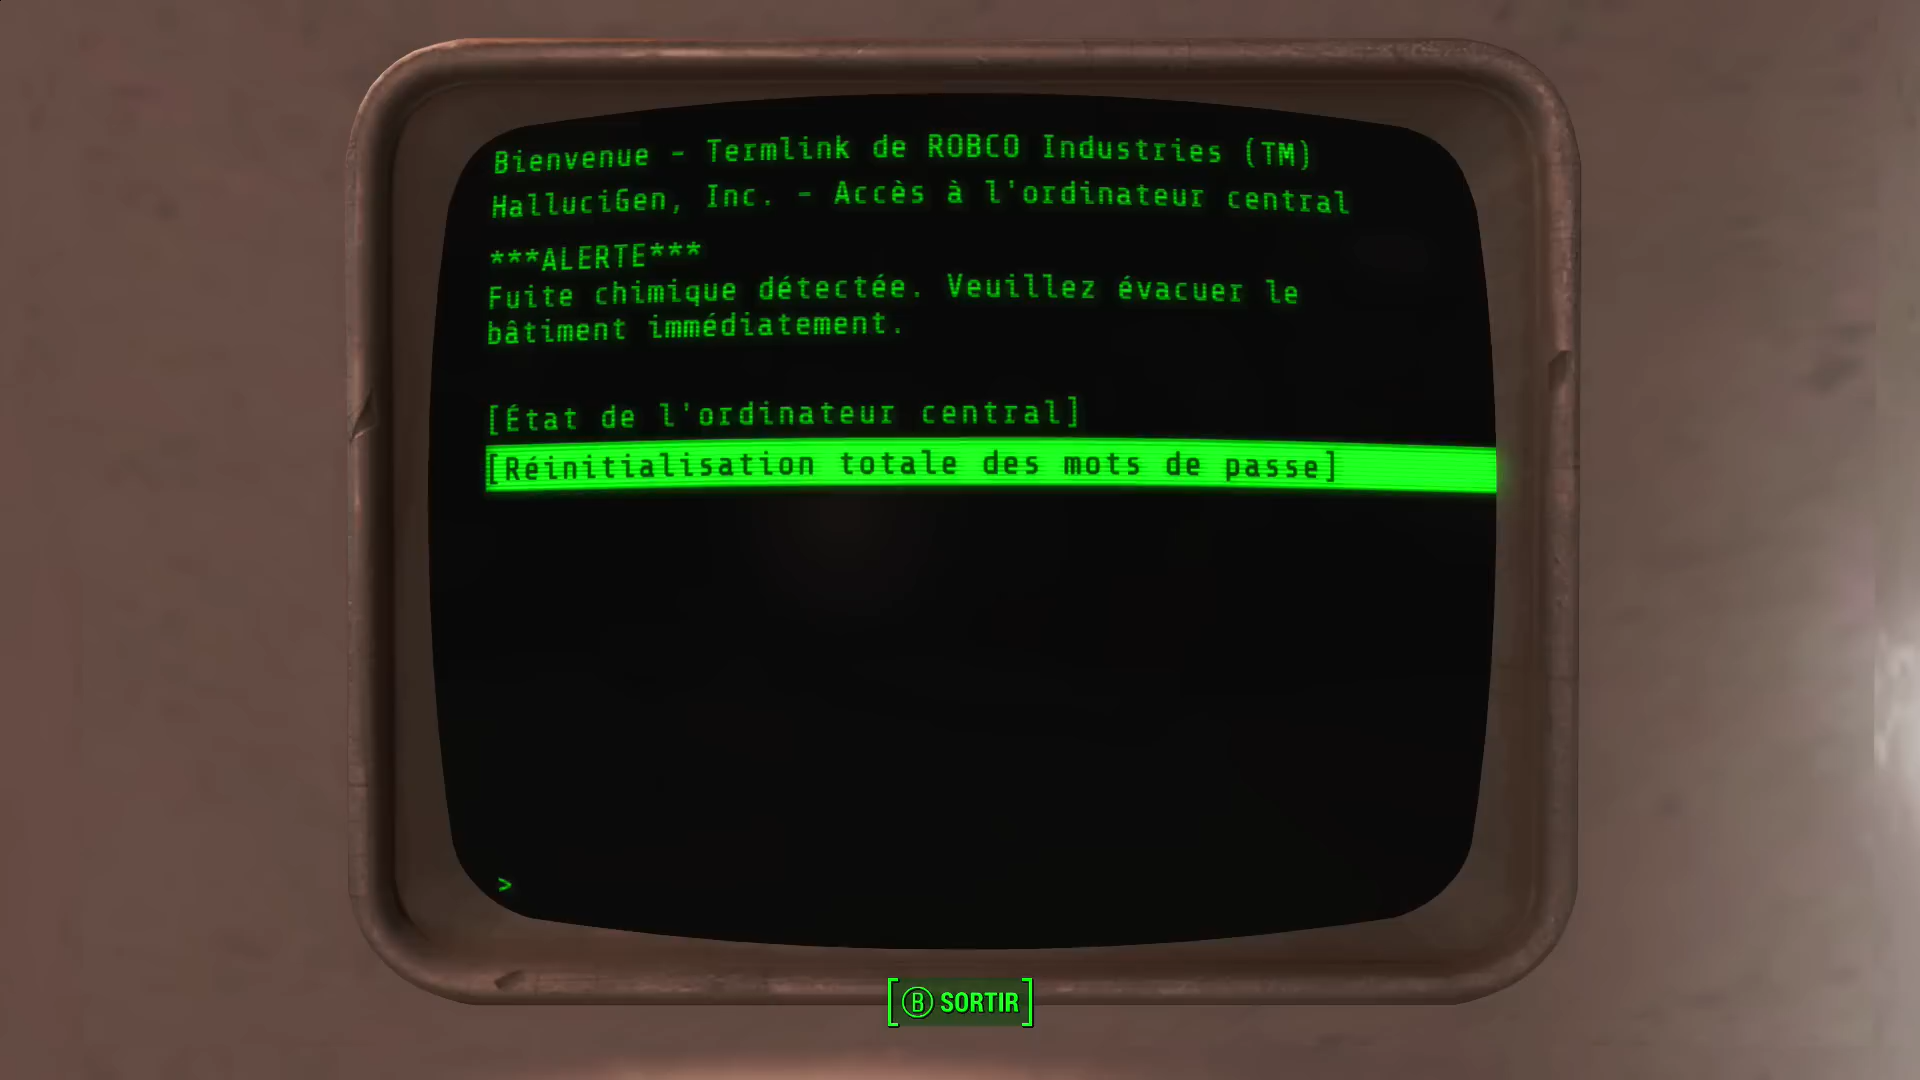 Bienvenue - Termlink de ROBCO Industries (TM)
HalluciGen, Inc. - Accès à l'ordinateur central
***ALERTE***
Fuite chimique détectée. Veuillez évacuer le
bâtiment immédiatement.
[État de l'ordinateur central]
[Réinitialisation totale des mots de passe]
>
[Ⓑ SORTIR]